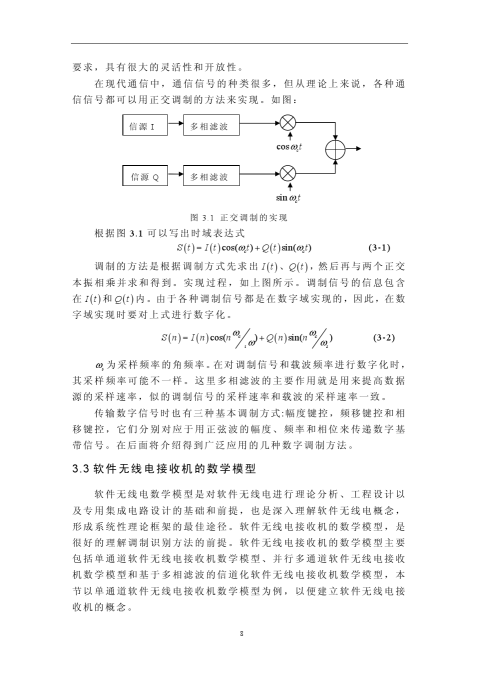 要求，具有很大的灵活性和开放性。
在现代通信中，通信信号的种类很多，但从理论上来说，各种通
信信号都可以用正交调制的方法来实现。如图：
信源 I
多相滤波
cos ω_c t
信源 Q
多相滤波
sin ω_c t
图 3 1 正交调制的实现
根据图 3.1 可以写出时域表达式
S(t) = I(t)cos(ω_c t) + Q(t)sin(ω_c t) (3-1)
调制的方法是根据调制方式先求出 I(t)、Q(t)，然后再与两个正交
本振相乘并求和得到。实现过程，如上图所示。调制信号的信息包含
在 I(t) 和 Q(t) 内。由于各种调制信号都是在数字域实现的，因此，在数
字域实现时要对上式进行数字化。
S(n) = I(n)cos(n ω_c/ω_s) + Q(n)sin(n ω_c/ω_s) (3-2)
ω_s 为采样频率的角频率。在对调制信号和载波频率进行数字化时，
其采样频率可能不一样。这里多相滤波的主要作用就是用来提高数据
源的采样速率，似的调制信号的采样速率和载波的采样速率一致。
传输数字信号时也有三种基本调制方式:幅度键控，频移键控和相
移键控，它们分别对应于用正弦波的幅度、频率和相位来传递数字基
带信号。在后面将介绍得到广泛应用的几种数字调制方法。
3.3 软件无线电接收机的数学模型
软件无线电数学模型是对软件无线电进行理论分析、工程设计以
及专用集成电路设计的基础和前提，也是深入理解软件无线电概念，
形成系统性理论框架的最佳途径。软件无线电接收机的数学模型，是
很好的理解调制识别方法的前提。软件无线电接收机的数学模型主要
包括单通道软件无线电接收机数学模型、并行多通道软件无线电接收
机数学模型和基于多相滤波的信道化软件无线电接收机数学模型，本
节以单通道软件无线电接收机数学模型为例，以便建立软件无线电接
收机的概念。
8